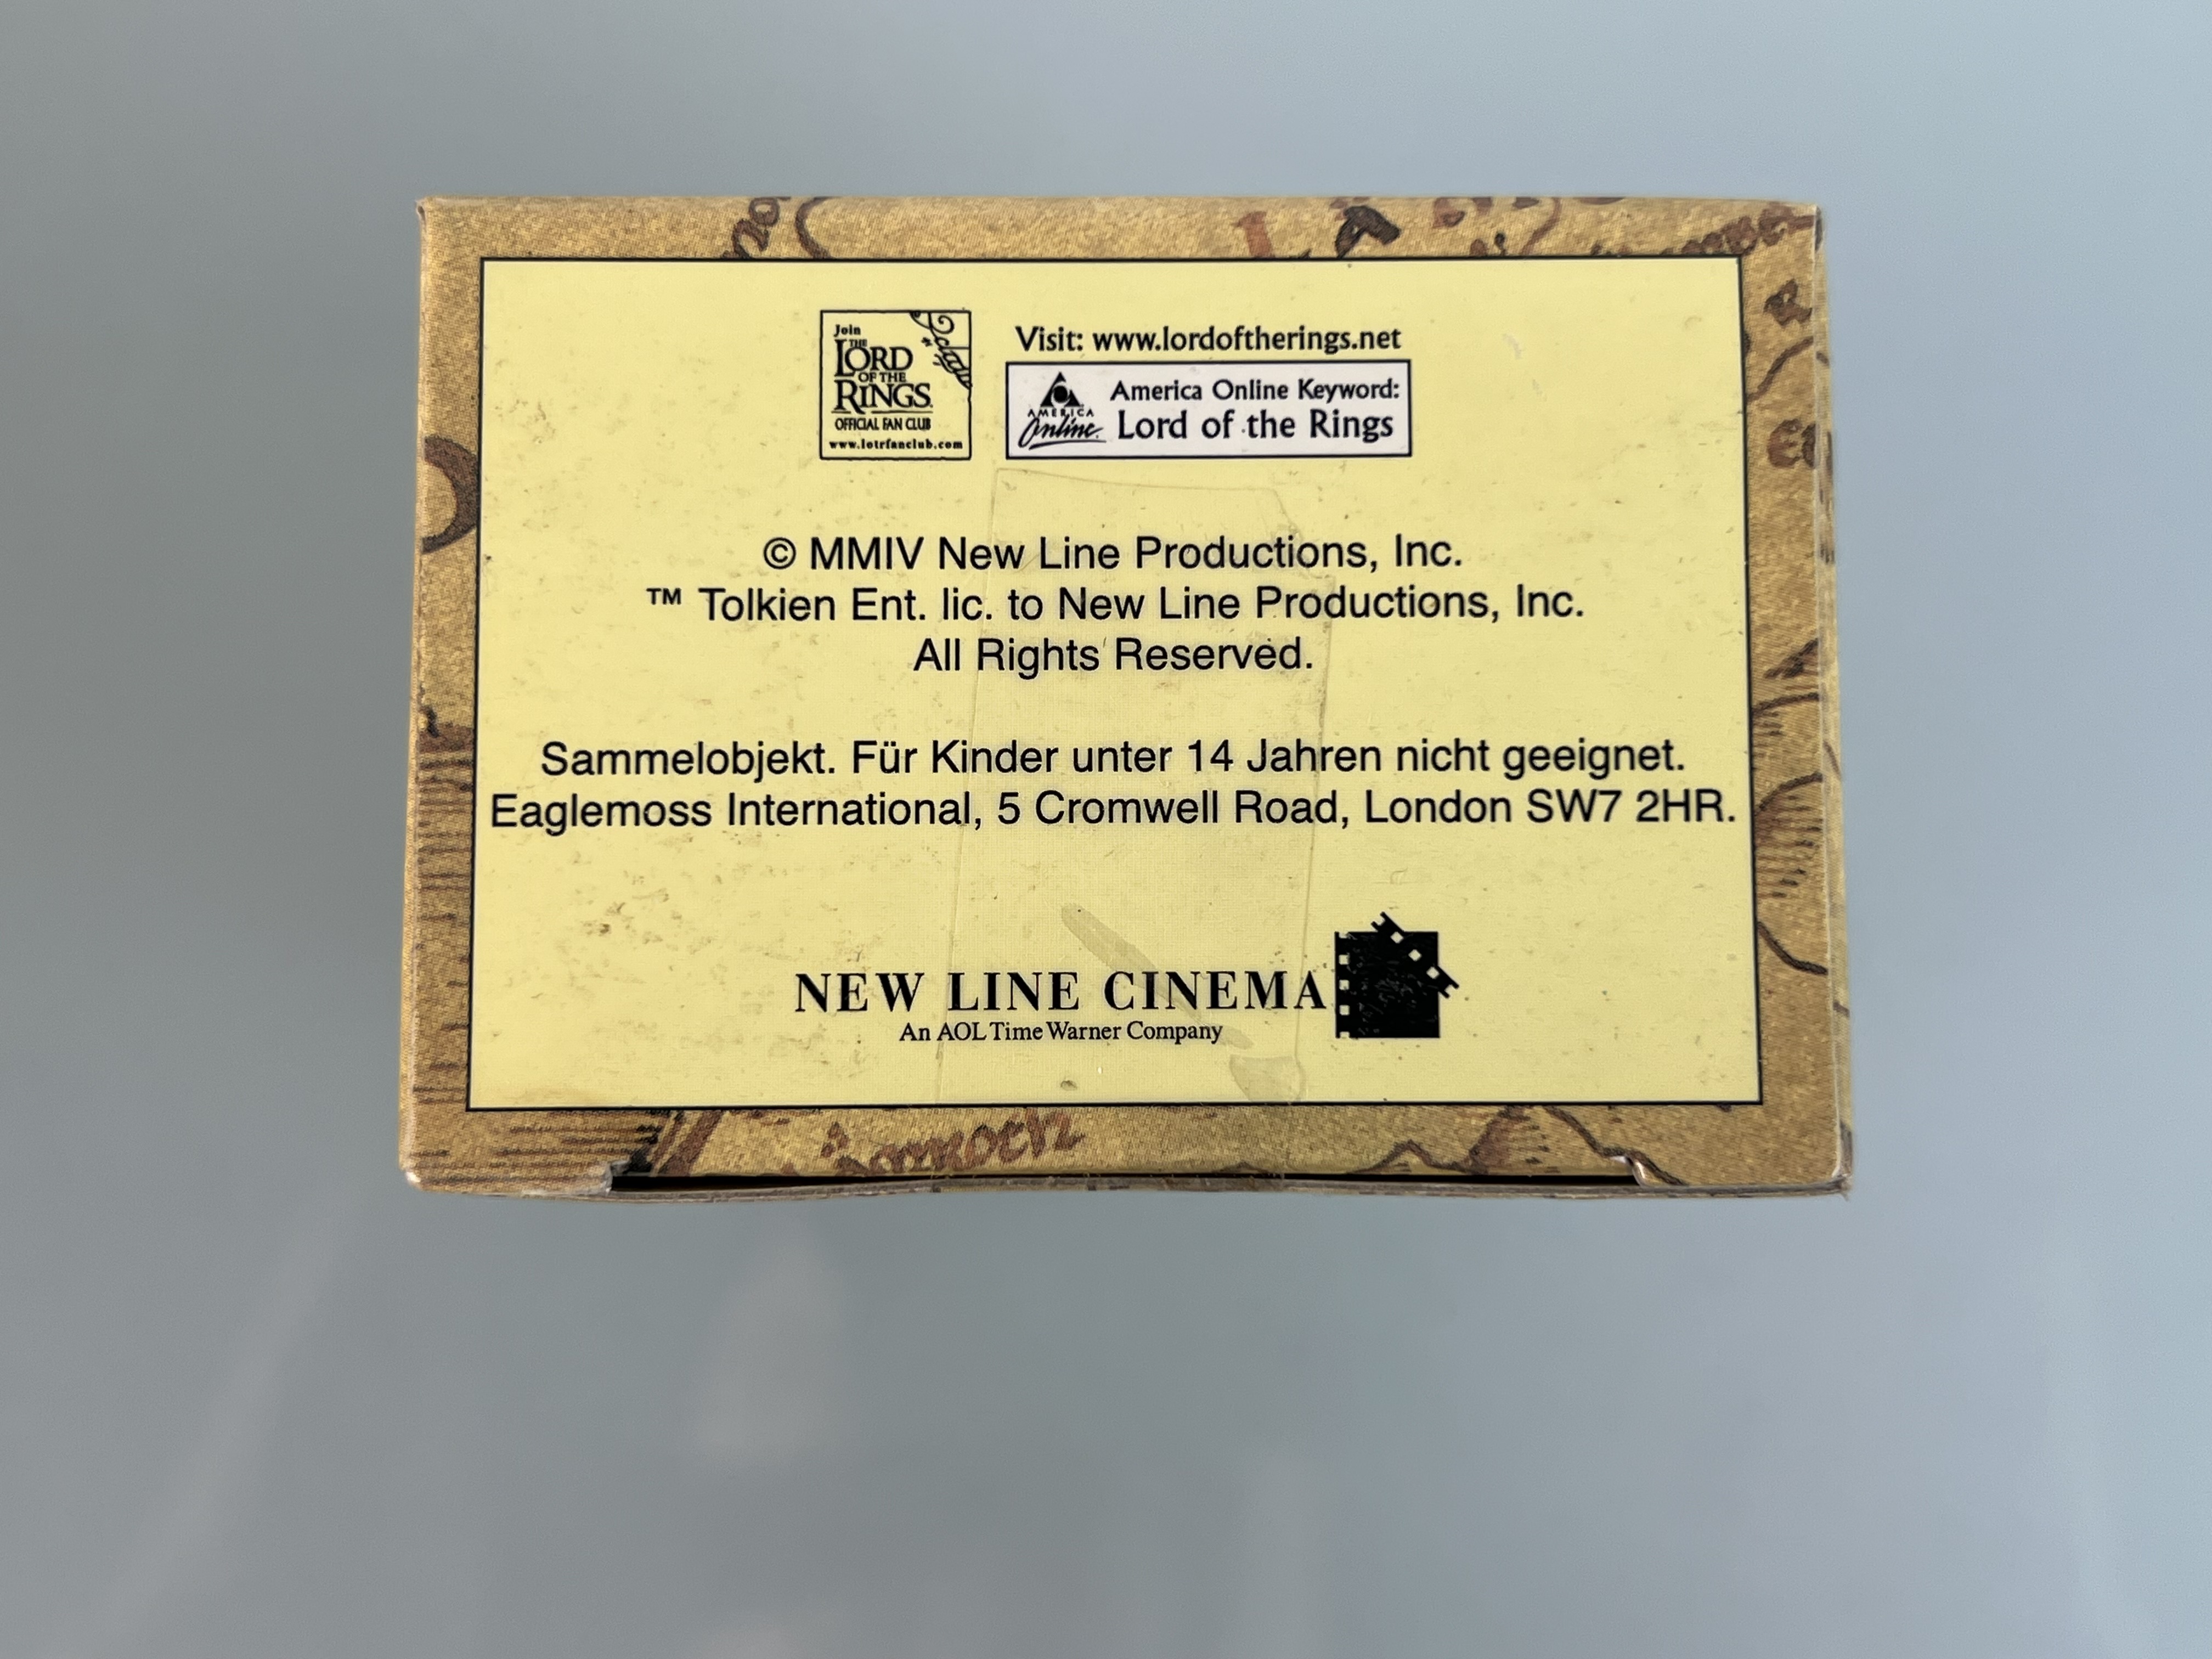 Join
THE
LORD
OF THE
RINGS
OFFICIAL FAN CLUB
www.lotrfanclub.com
Visit: www.lordoftherings.net
AMERICA
Online
America Online Keyword:
Lord of the Rings
© MMIV New Line Productions, Inc.
™ Tolkien Ent. lic. to New Line Productions, Inc.
All Rights Reserved.
Sammelobjekt. Für Kinder unter 14 Jahren nicht geeignet.
Eaglemoss International, 5 Cromwell Road, London SW7 2HR.
NEW LINE CINEMA
An AOL Time Warner Company